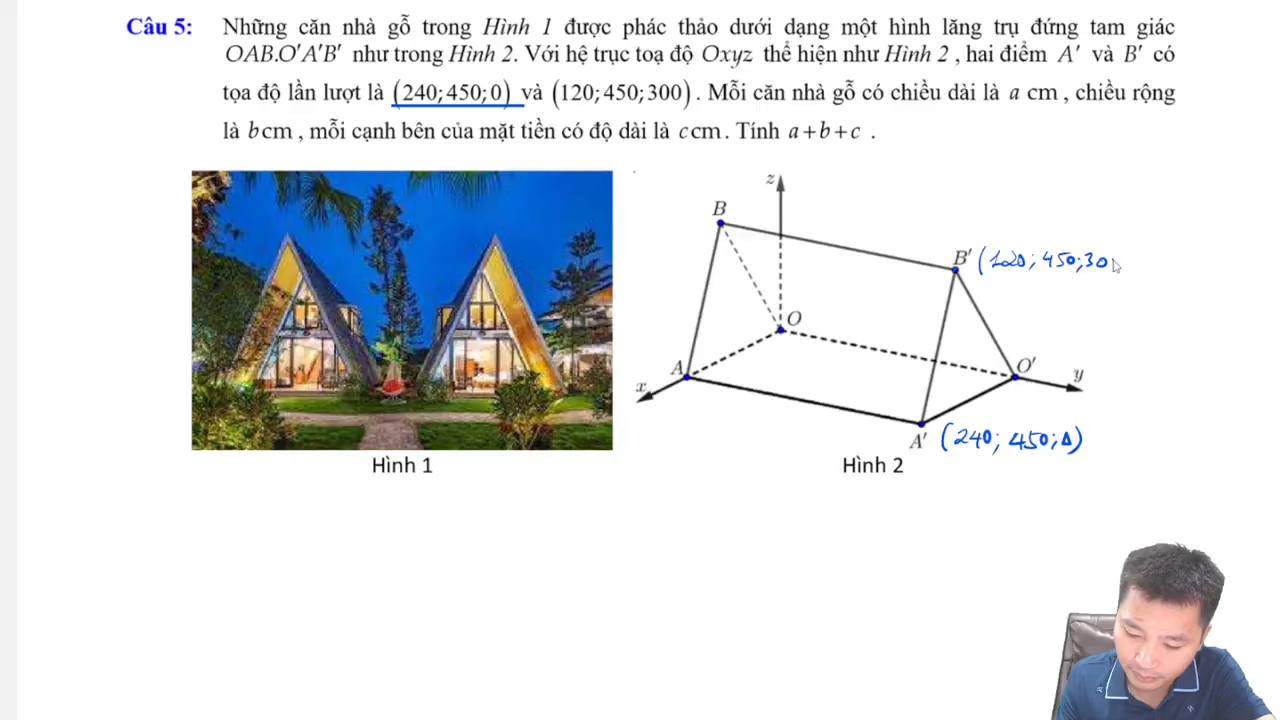 Câu 5: Những căn nhà gỗ trong Hình 1 được phác thảo dưới dạng một hình lăng trụ đứng tam giác
OAB.O'A'B' như trong Hình 2. Với hệ trục toạ độ Oxyz thể hiện như Hình 2, hai điểm A' và B' có
tọa độ lần lượt là (240;450;0) và (120;450;300). Mỗi căn nhà gỗ có chiều dài là a cm, chiều rộng
là b cm, mỗi cạnh bên của mặt tiền có độ dài là c cm. Tính a+b+c.
z
B
B' (120; 450; 30
O
A
O'
x
y
A' (240; 450; 0)
Hình 1
Hình 2